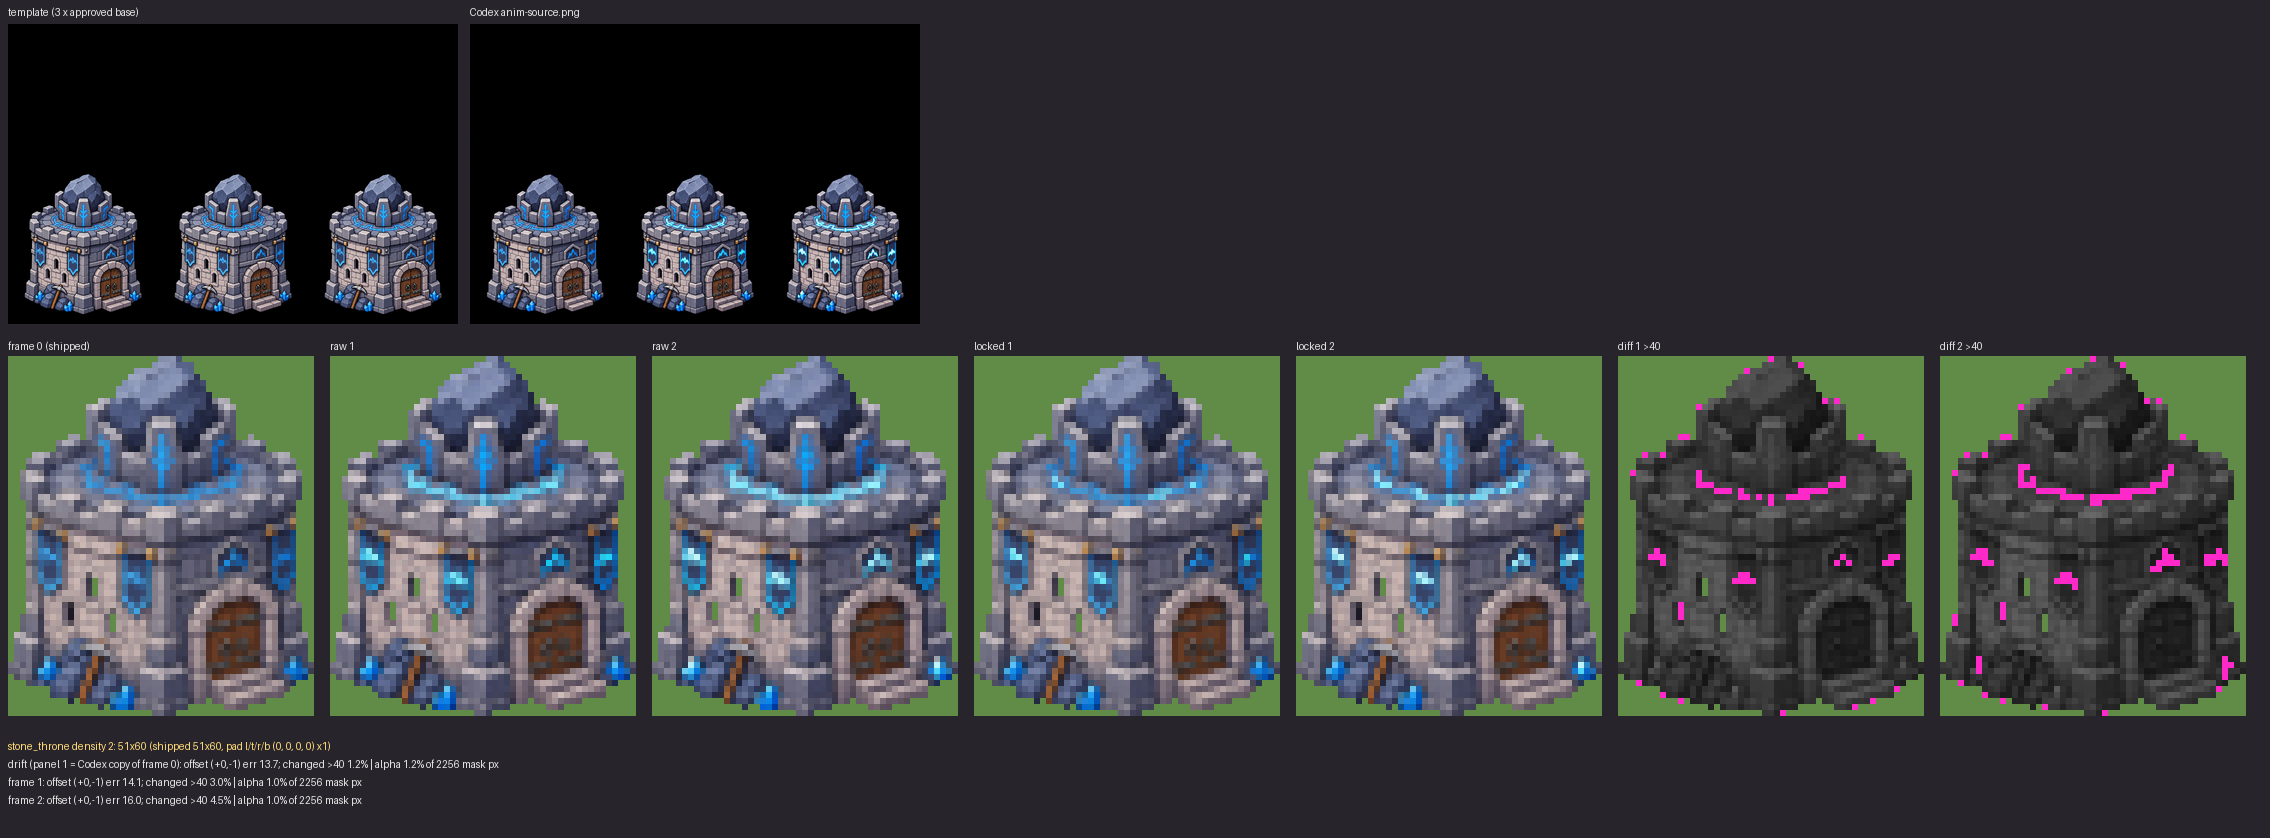 template (3 x approved base)
Codex anim-source.png
frame 0 (shipped)
raw 1
raw 2
locked 1
locked 2
diff 1 >40
diff 2 >40
stone_throne density 2: 51x60 (shipped 51x60, pad l/t/r/b (0, 0, 0, 0) x1)
drift (panel 1 = Codex copy of frame 0): offset (+0,-1) err 13.7; changed >40 1.2% | alpha 1.2% of 2256 mask px
frame 1: offset (+0,-1) err 14.1; changed >40 3.0% | alpha 1.0% of 2256 mask px
frame 2: offset (+0,-1) err 16.0; changed >40 4.5% | alpha 1.0% of 2256 mask px